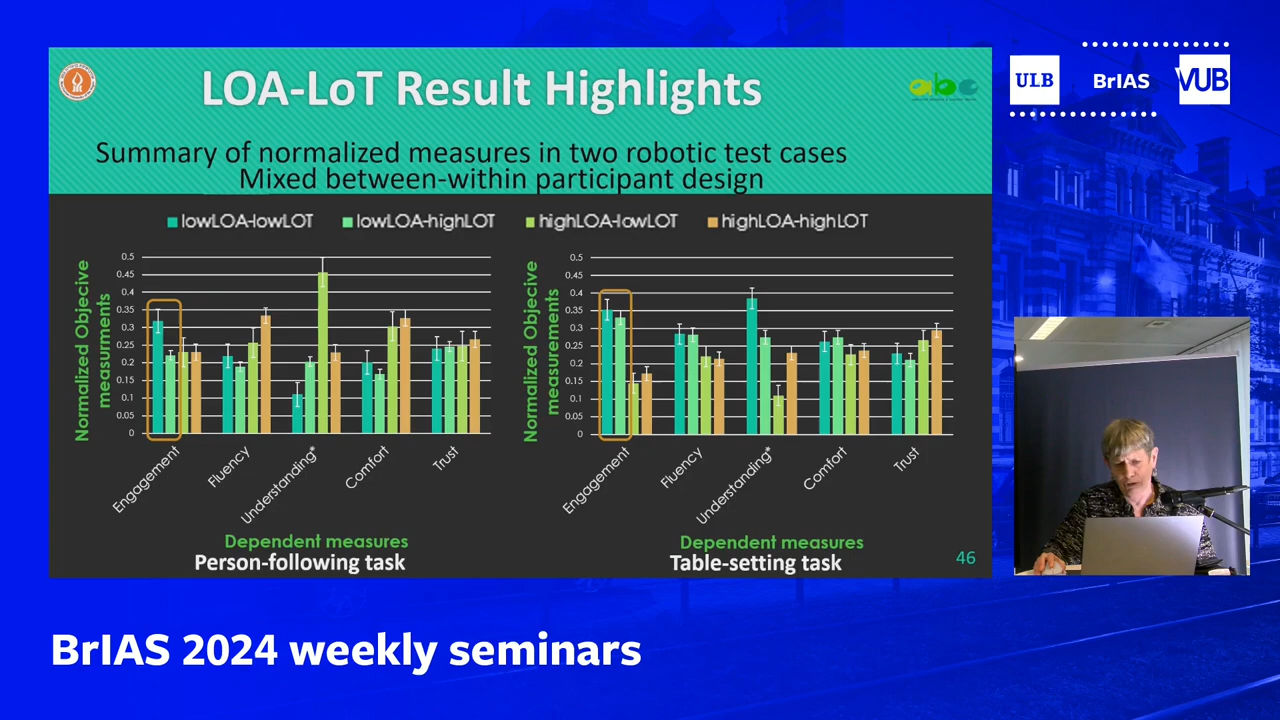 LOA-LoT Result Highlights
Summary of normalized measures in two robotic test cases
Mixed between-within participant design
lowLOA-lowLOT
lowLOA-highLOT
highLOA-lowLOT
highLOA-highLOT
Normalized Objecive
measurments
0.5
0.45
0.4
0.35
0.3
0.25
0.2
0.15
0.1
0.05
0
Engagement
Fluency
Understanding*
Comfort
Trust
Dependent measures
Person-following task
Normalized Objecive
measurements
0.5
0.45
0.4
0.35
0.3
0.25
0.2
0.15
0.1
0.05
0
Engagement
Fluency
Understanding*
Comfort
Trust
Dependent measures
Table-setting task
46
ULB
BrIAS
VUB
BrIAS 2024 weekly seminars